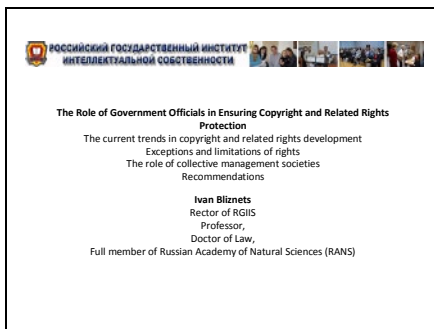 РОССИЙСКИЙ ГОСУДАРСТВЕННЫЙ ИНСТИТУТ
ИНТЕЛЛЕКТУАЛЬНОЙ СОБСТВЕННОСТИ
The Role of Government Officials in Ensuring Copyright and Related Rights
Protection
The current trends in copyright and related rights development
Exceptions and limitations of rights
The role of collective management societies
Recommendations
Ivan Bliznets
Rector of RGIIS
Professor,
Doctor of Law,
Full member of Russian Academy of Natural Sciences (RANS)